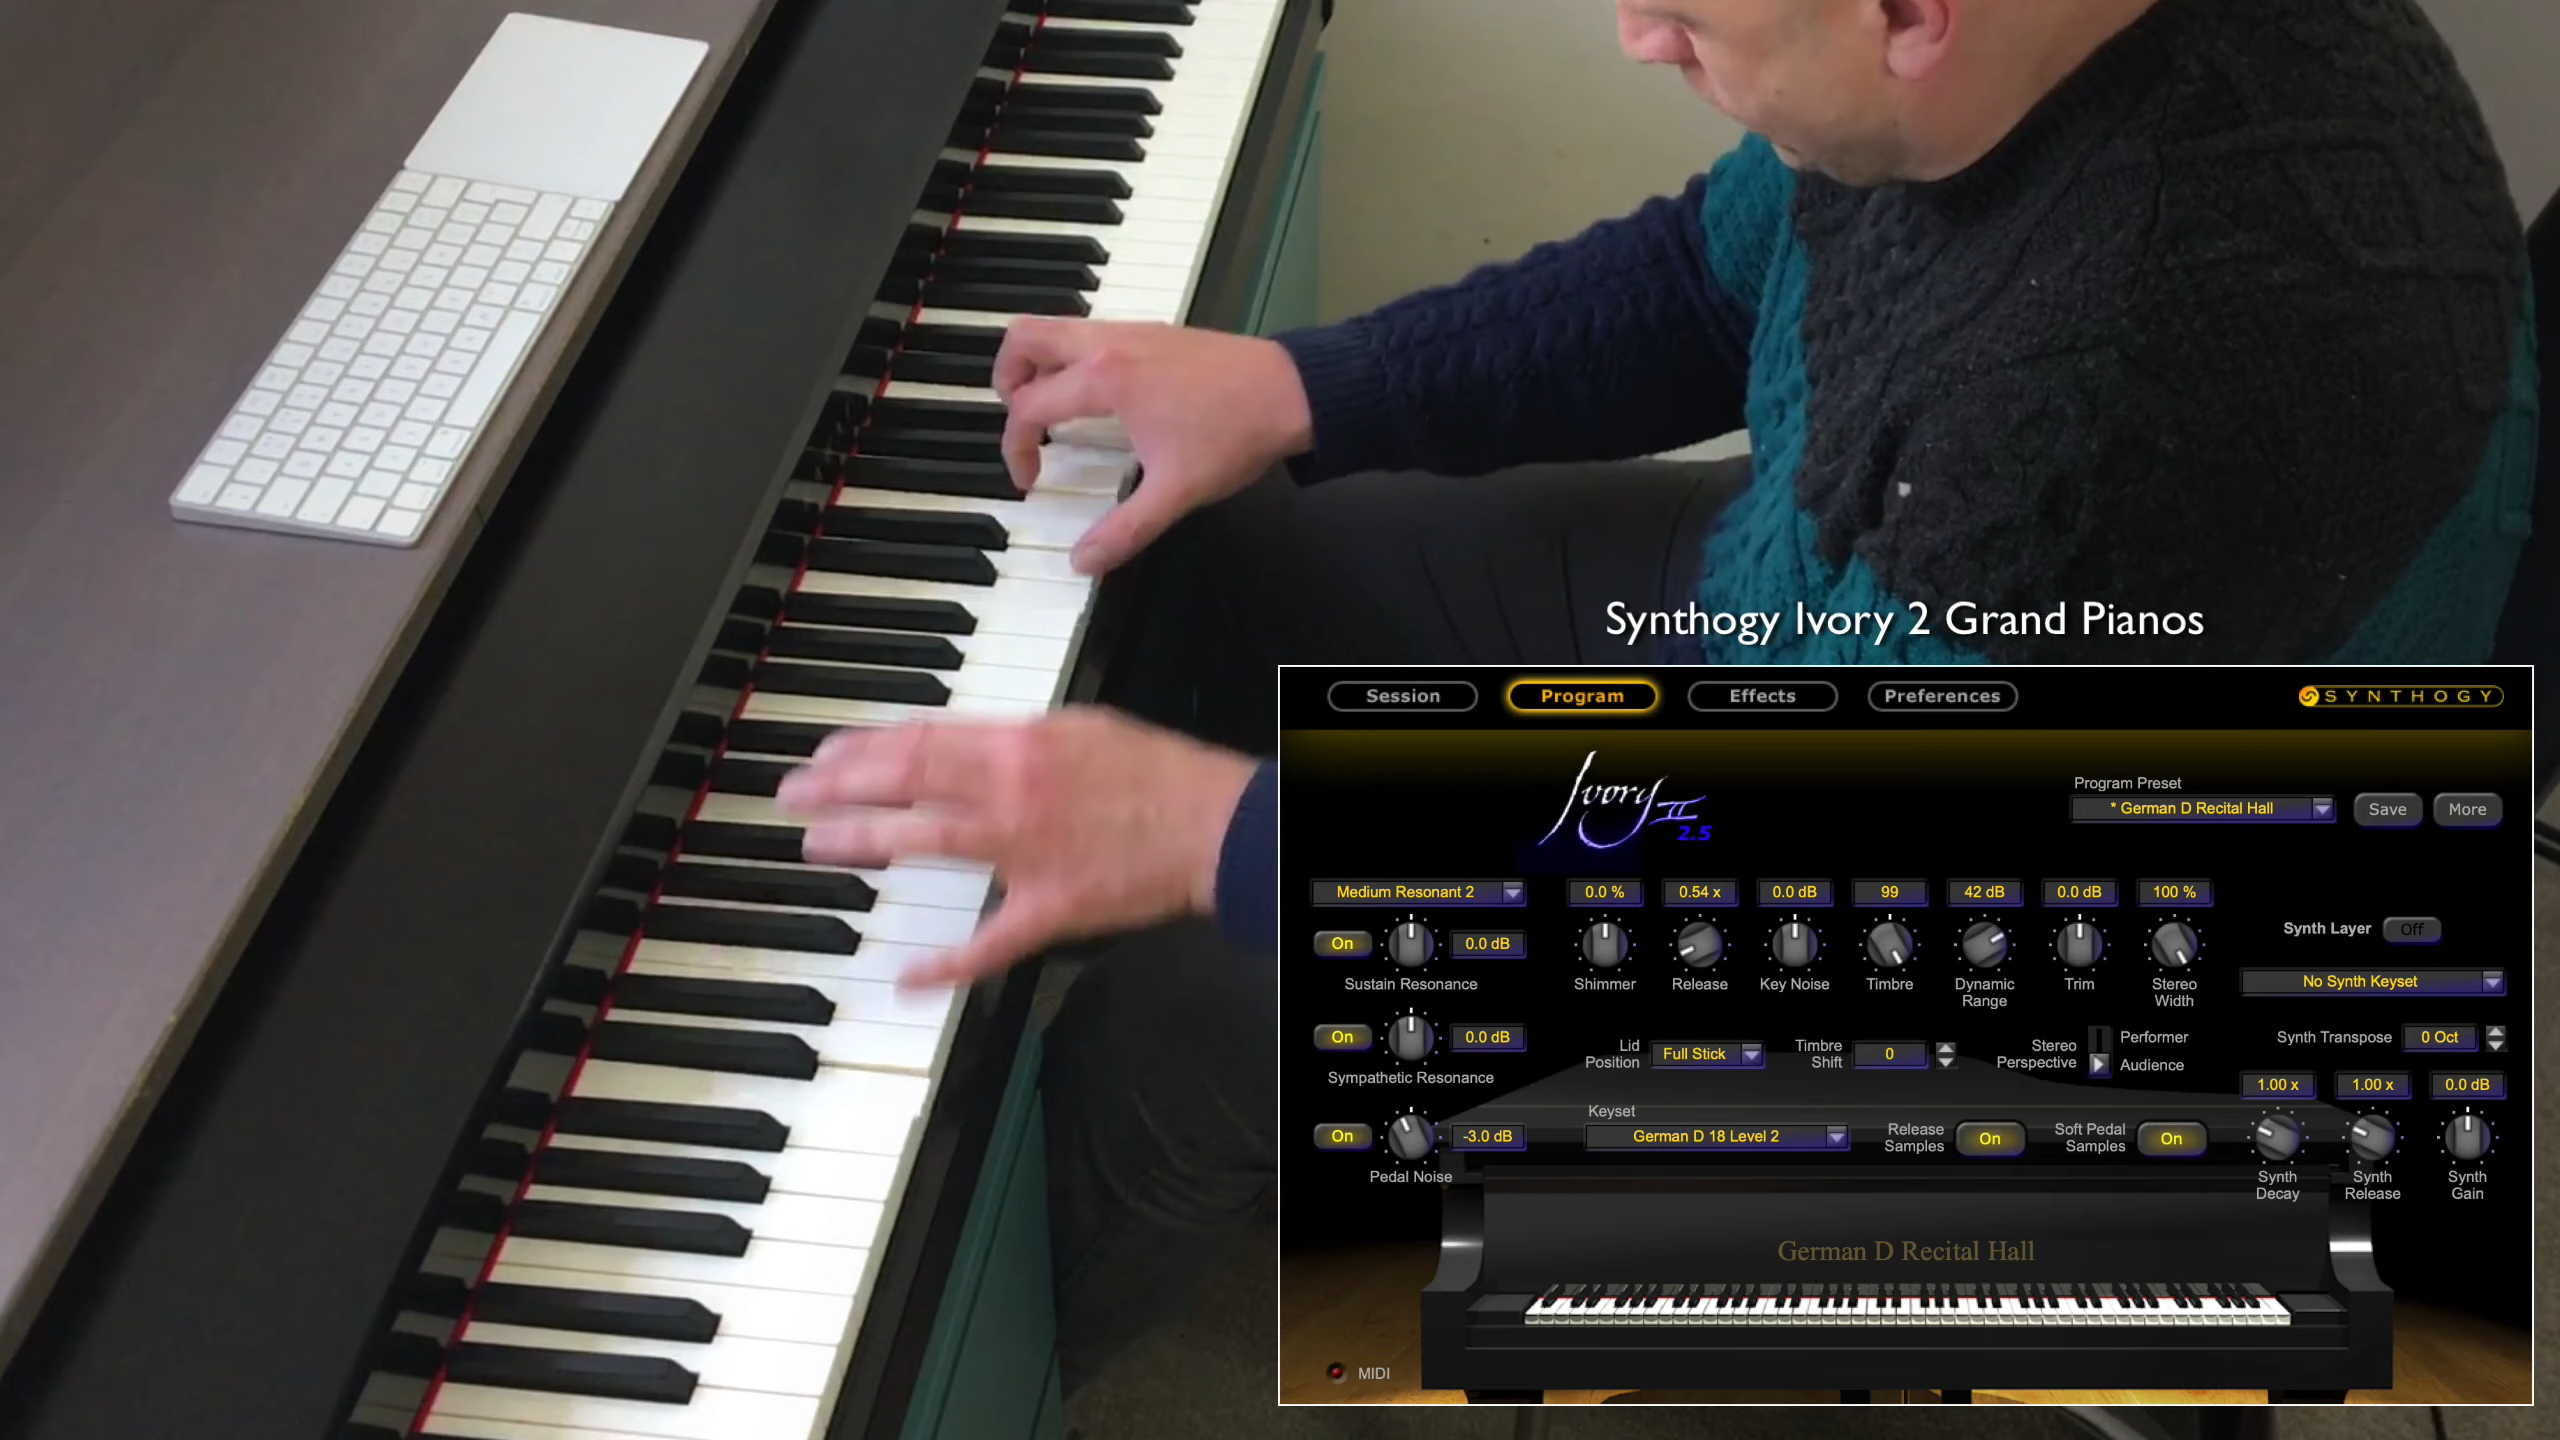 Synthogy Ivory 2 Grand Pianos
Session
Program
Effects
Preferences
SYNTHOGY
Ivory II
2.5
Program Preset
* German D Recital Hall
Save
More
Medium Resonant 2
0.0 %
0.54 x
0.0 dB
99
42 dB
0.0 dB
100 %
On
0.0 dB
Sustain Resonance
Shimmer
Release
Key Noise
Timbre
Dynamic
Range
Trim
Stereo
Width
Synth Layer
Off
No Synth Keyset
On
0.0 dB
Sympathetic Resonance
Lid
Position
Full Stick
Timbre
Shift
0
Stereo
Perspective
Performer
Audience
Synth Transpose
0 Oct
1.00 x
1.00 x
0.0 dB
On
-3.0 dB
Pedal Noise
Keyset
German D 18 Level 2
Release
Samples
On
Soft Pedal
Samples
On
Synth
Decay
Synth
Release
Synth
Gain
German D Recital Hall
MIDI